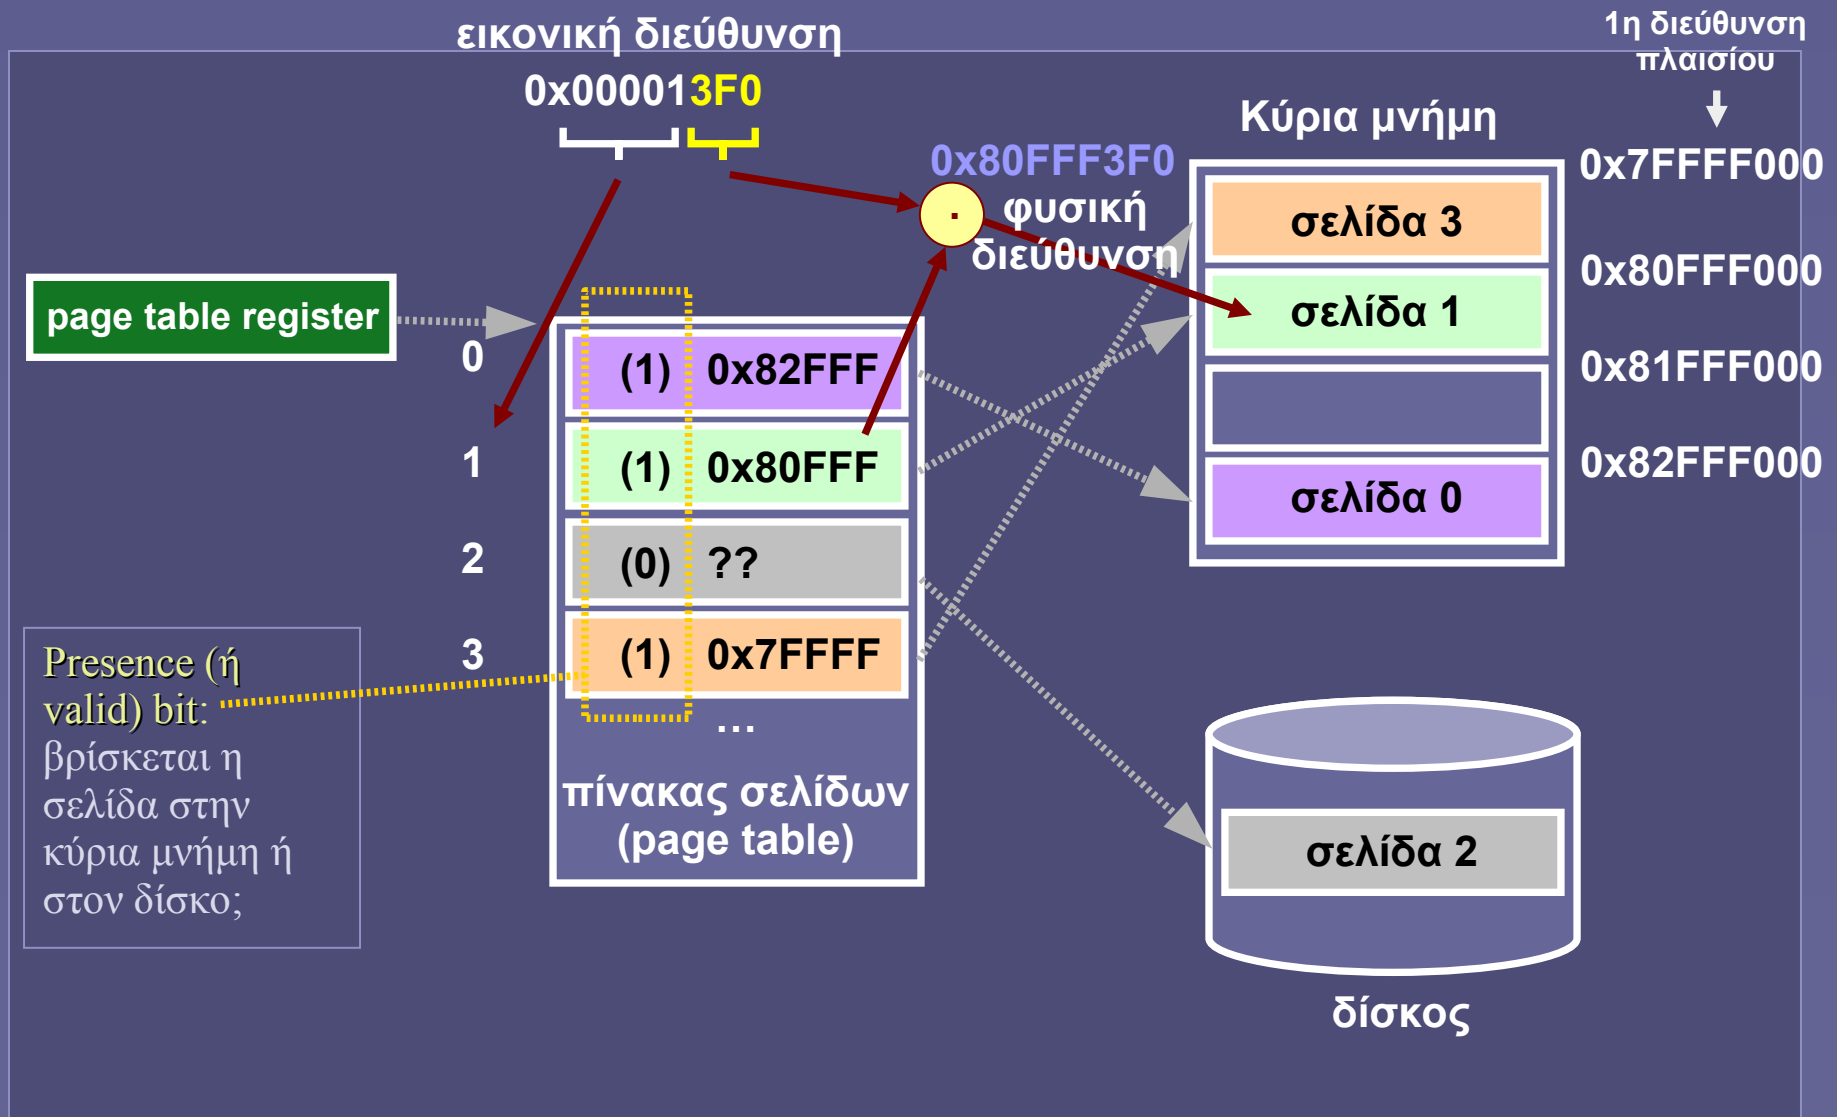 εικονική διεύθυνση
0x000013F0
1η διεύθυνση
πλαισίου
Κύρια μνήμη
0x80FFF3F0
φυσική
διεύθυνση
.
0x7FFFF000
σελίδα 3
0x80FFF000
σελίδα 1
0x81FFF000
0x82FFF000
σελίδα 0
page table register
0
(1) 0x82FFF
1
(1) 0x80FFF
2
(0) ??
3
(1) 0x7FFFF
...
πίνακας σελίδων
(page table)
Presence (ή
valid) bit:
βρίσκεται η
σελίδα στην
κύρια μνήμη ή
στον δίσκο;
σελίδα 2
δίσκος